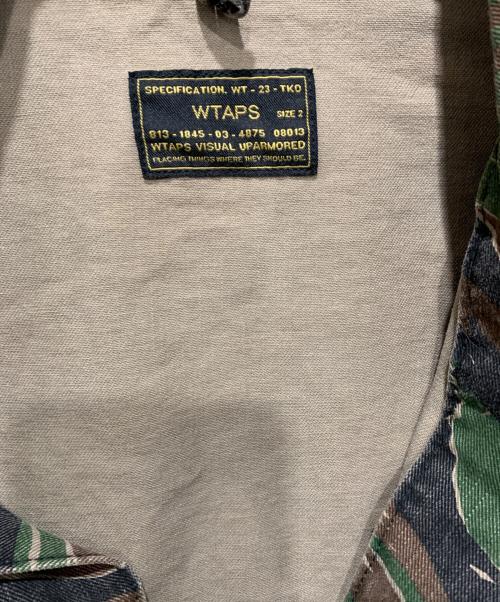 SPECIFICATION. WT - 23 - TKD
WTAPS SIZE 2
813 - 1845 - 03 - 4875 08013
WTAPS VISUAL UPARMORED
PLACING THINGS WHERE THEY SHOULD BE.